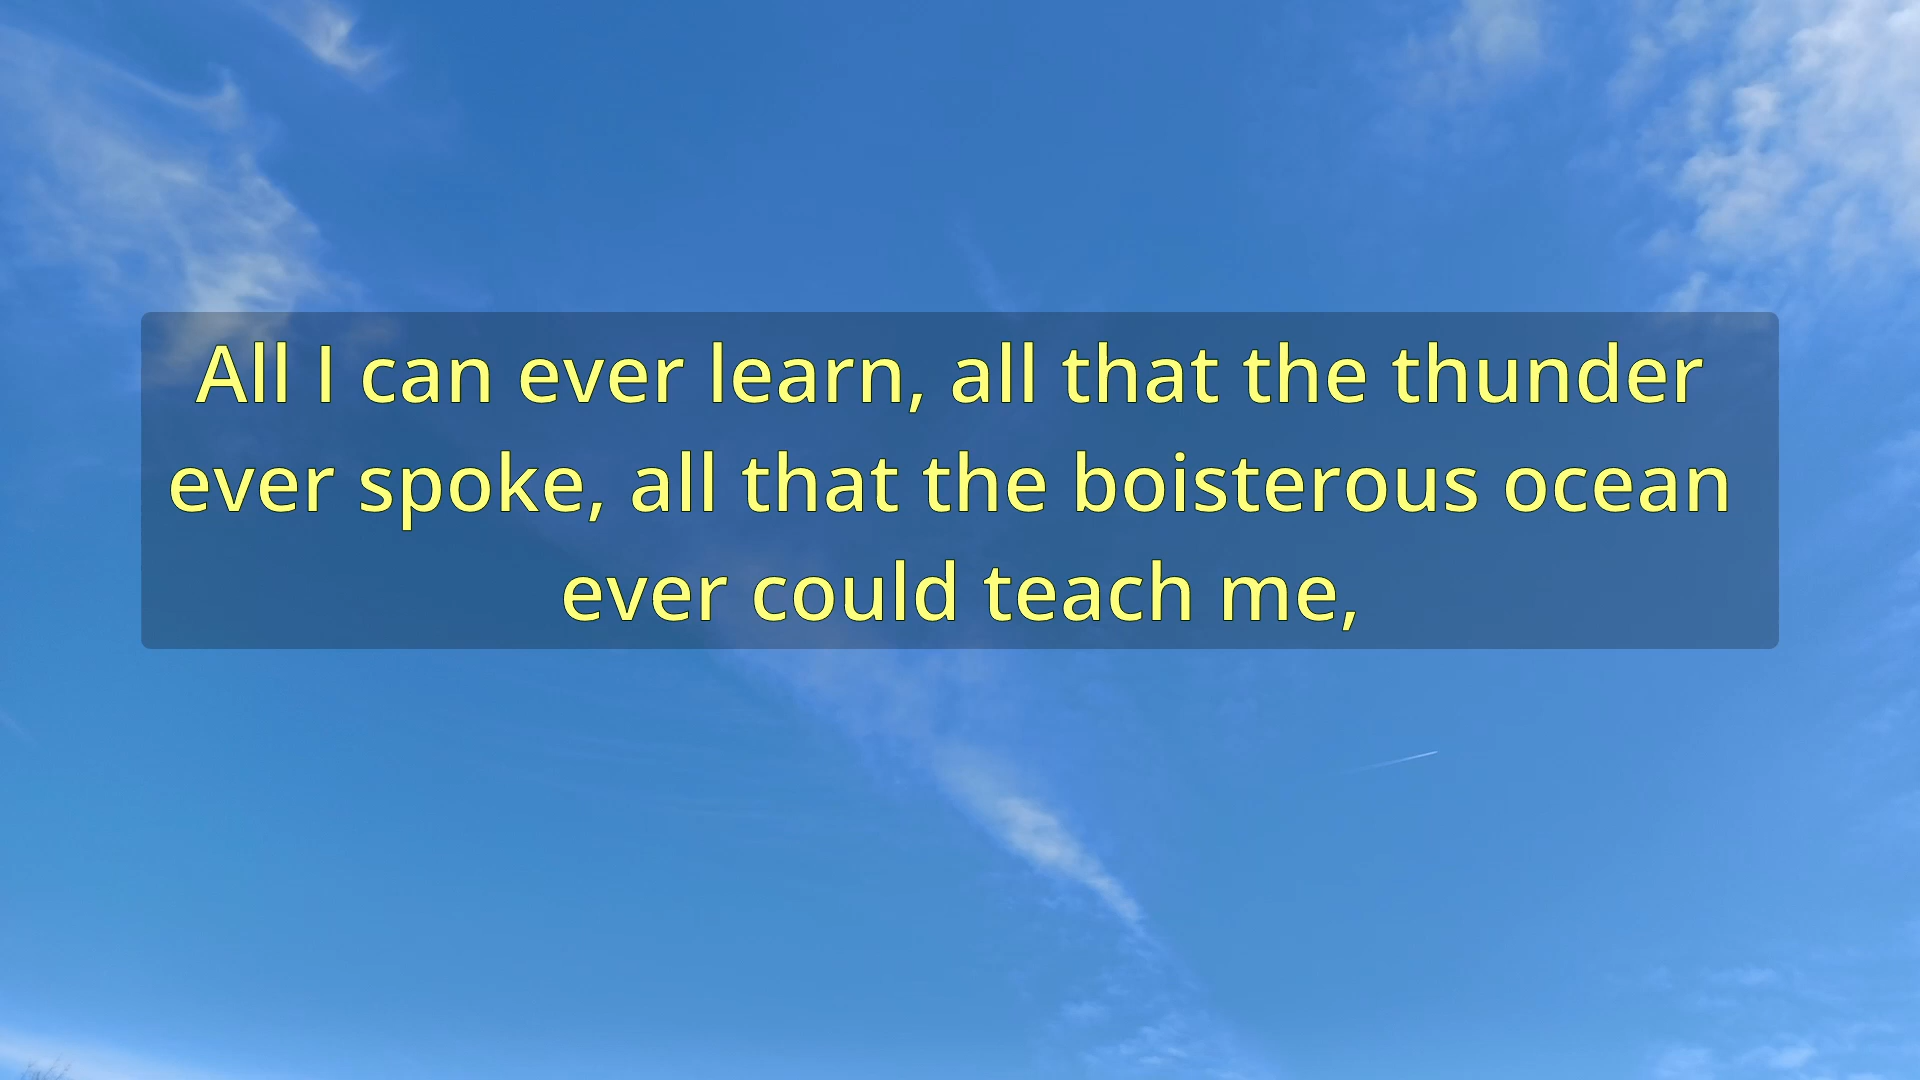 All I can ever learn, all that the thunder
ever spoke, all that the boisterous ocean
ever could teach me,